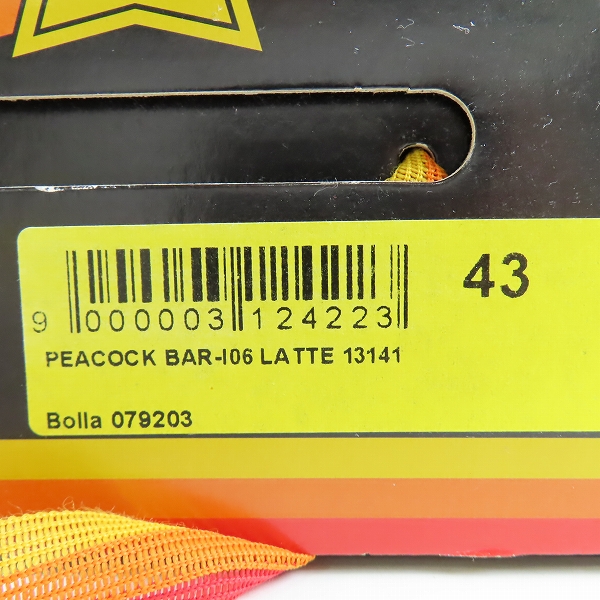 43
9 000003 124223
PEACOCK BAR-I06 LATTE 13141
Bolla 079203